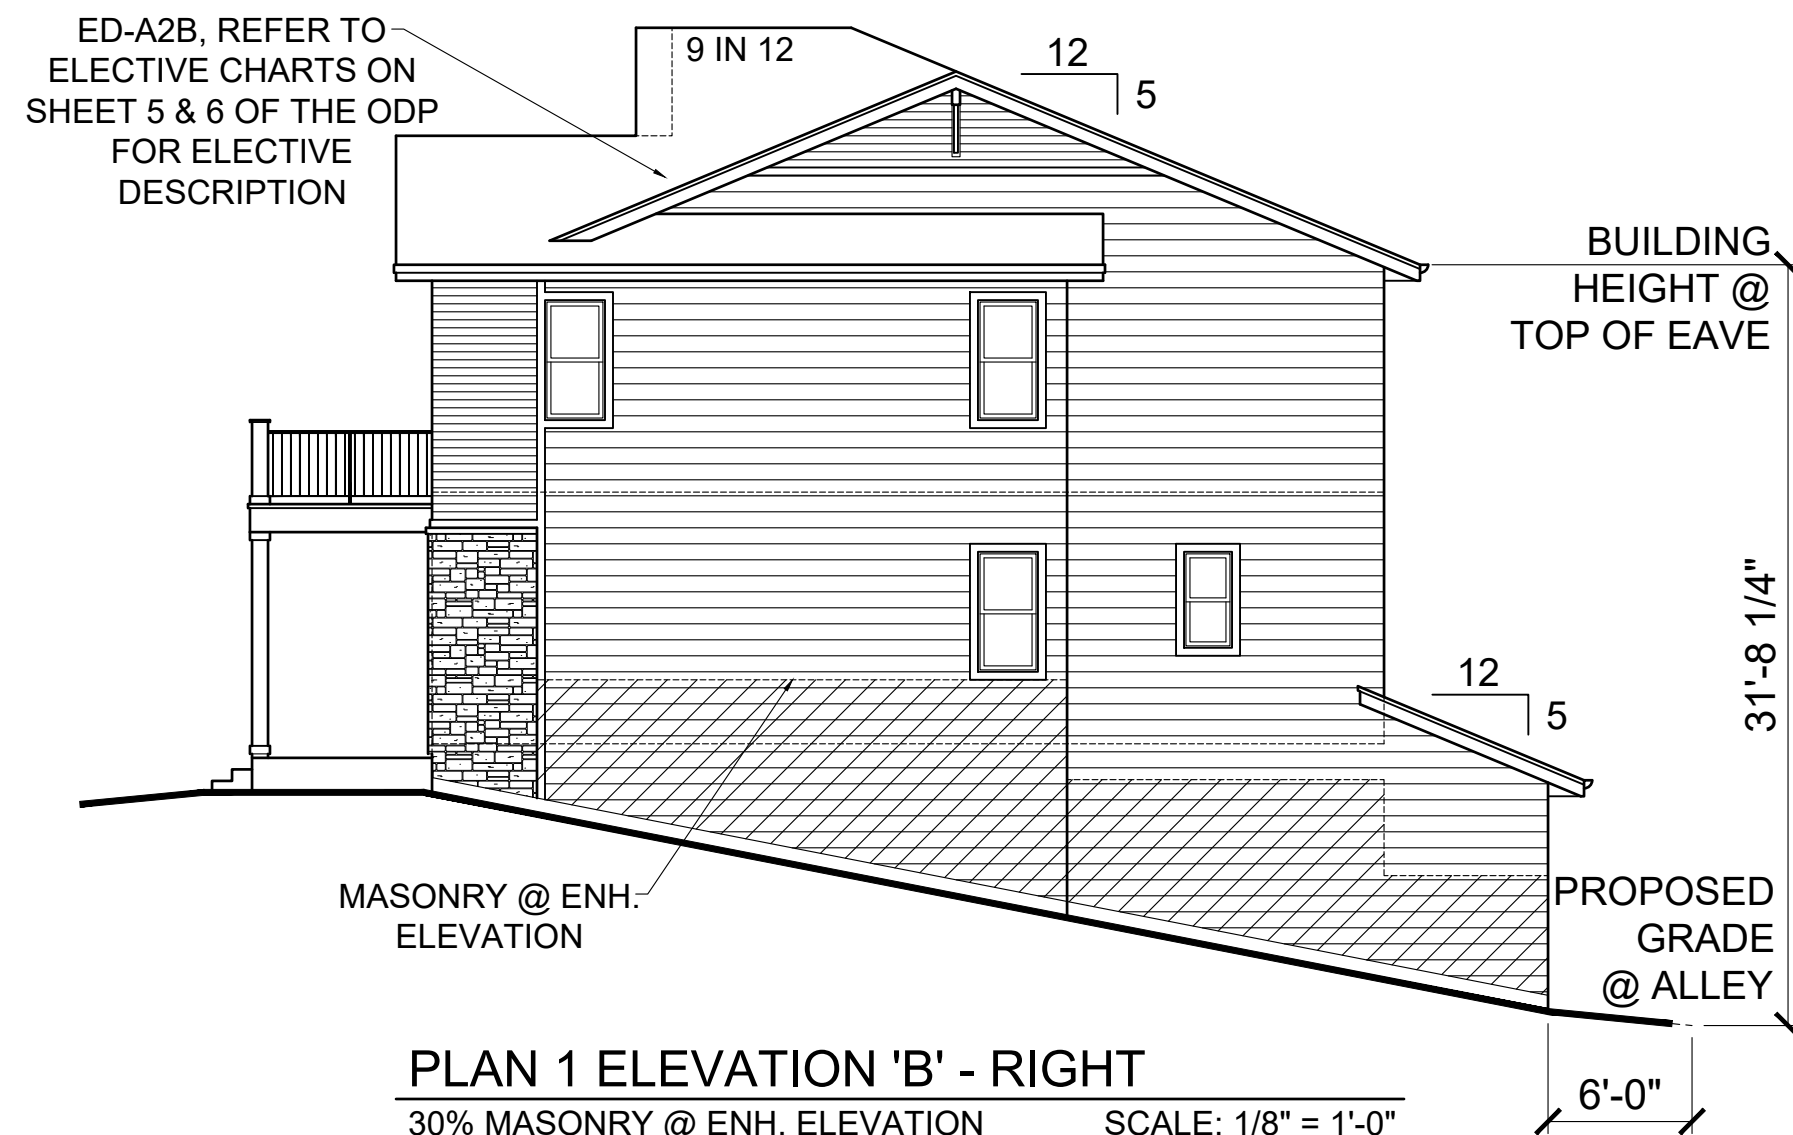 ED-A2B, REFER TO
ELECTIVE CHARTS ON
SHEET 5 & 6 OF THE ODP
FOR ELECTIVE
DESCRIPTION
9 IN 12
12
5
BUILDING
HEIGHT @
TOP OF EAVE
31'-8 1/4"
12
5
MASONRY @ ENH.
ELEVATION
PROPOSED
GRADE
@ ALLEY
6'-0"
PLAN 1 ELEVATION 'B' - RIGHT
30% MASONRY @ ENH. ELEVATION SCALE: 1/8" = 1'-0"